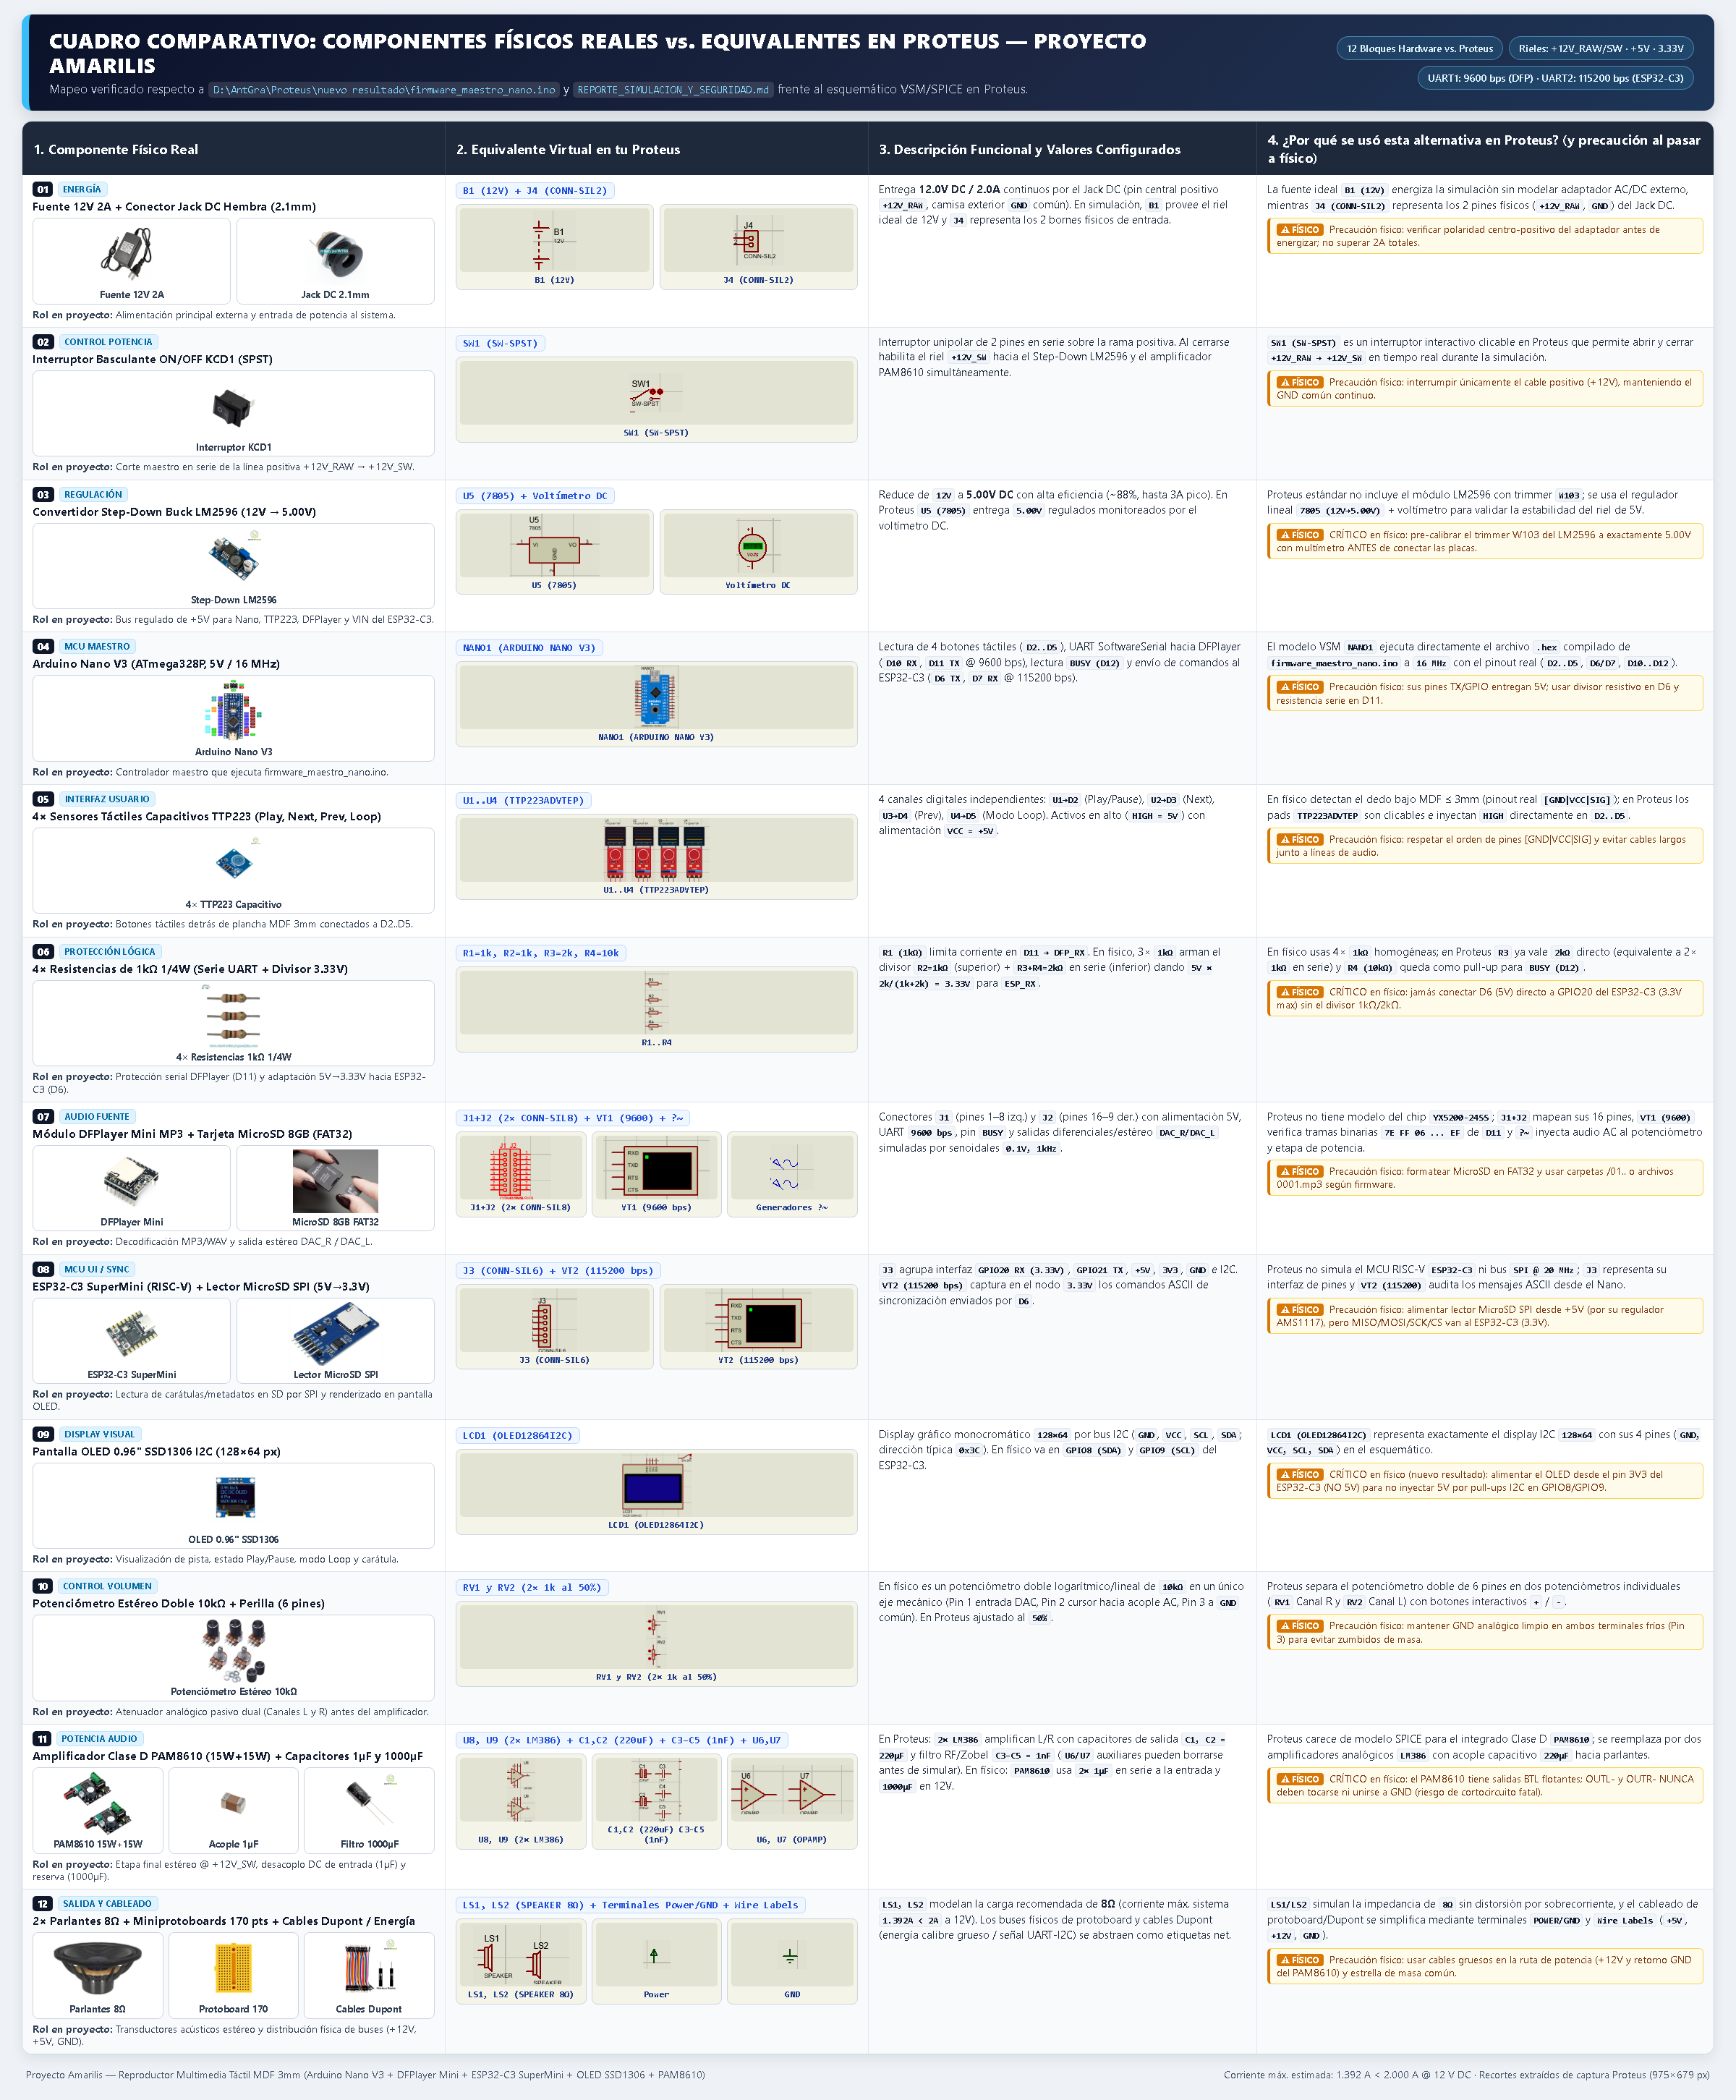 CUADRO COMPARATIVO: COMPONENTES FÍSICOS REALES vs. EQUIVALENTES EN PROTEUS — PROYECTO
AMARILIS
Mapeo verificado respecto a D:\AntGra\Proteus\nuevo resultado\firmware_maestro_nano.ino y REPORTE_SIMULACION_Y_SEGURIDAD.md frente al esquemático VSM/SPICE en Proteus.
12 Bloques Hardware vs. Proteus
Rieles: +12V_RAW/SW · +5V · 3.33V
UART1: 9600 bps (DFP) · UART2: 115200 bps (ESP32-C3)
1. Componente Físico Real
2. Equivalente Virtual en tu Proteus
3. Descripción Funcional y Valores Configurados
4. ¿Por qué se usó esta alternativa en Proteus? (y precaución al pasar
a físico)
01 ENERGÍA
Fuente 12V 2A + Conector Jack DC Hembra (2.1mm)
Fuente 12V 2A
Jack DC 2.1mm
Rol en proyecto: Alimentación principal externa y entrada de potencia al sistema.
B1 (12V) + J4 (CONN-SIL2)
B1
12V
B1 (12V)
J4
CONN-SIL2
J4 (CONN-SIL2)
Entrega 12.0V DC / 2.0A continuos por el Jack DC (pin central positivo
+12V_RAW, camisa exterior GND común). En simulación, B1 provee el riel
ideal de 12V y J4 representa los 2 bornes físicos de entrada.
La fuente ideal B1 (12V) energiza la simulación sin modelar adaptador AC/DC externo,
mientras J4 (CONN-SIL2) representa los 2 pines físicos (+12V_RAW, GND) del Jack DC.
⚠ FÍSICO Precaución física: verificar polaridad centro-positivo del adaptador antes de
energizar; no superar 2A totales.
02 CONTROL POTENCIA
Interruptor Basculante ON/OFF KCD1 (SPST)
Interruptor KCD1
Rol en proyecto: Corte maestro en serie de la línea positiva +12V_RAW → +12V_SW.
SW1 (SW-SPST)
SW1
SW-SPST
SW1 (SW-SPST)
Interruptor unipolar de 2 pines en serie sobre la rama positiva. Al cerrarse
habilita el riel +12V_SW hacia el Step-Down LM2596 y el amplificador
PAM8610 simultáneamente.
SW1 (SW-SPST) es un interruptor interactivo clicable en Proteus que permite abrir y cerrar
+12V_RAW → +12V_SW en tiempo real durante la simulación.
⚠ FÍSICO Precaución física: interrumpir únicamente el cable positivo (+12V), manteniendo el
GND común continuo.
03 REGULACIÓN
Convertidor Step-Down Buck LM2596 (12V → 5.00V)
Step-Down LM2596
Rol en proyecto: Bus regulado de +5V para Nano, TTP223, DFPlayer y VIN del ESP32-C3.
U5 (7805) + Voltímetro DC
U5
7805
VI
VO
GND
U5 (7805)
Volts
Voltímetro DC
Reduce de 12V a 5.00V DC con alta eficiencia (~88%, hasta 3A pico). En
Proteus U5 (7805) entrega 5.00V regulados monitoreados por el
voltímetro DC.
Proteus estándar no incluye el módulo LM2596 con trimmer W103; se usa el regulador
lineal 7805 (12V→5.00V) + voltímetro para validar la estabilidad del riel de 5V.
⚠ FÍSICO CRÍTICO en físico: pre-calibrar el trimmer W103 del LM2596 a exactamente 5.00V
con multímetro ANTES de conectar las placas.
04 MCU MAESTRO
Arduino Nano V3 (ATmega328P, 5V / 16 MHz)
Arduino Nano V3
Rol en proyecto: Controlador maestro que ejecuta firmware_maestro_nano.ino.
NANO1 (ARDUINO NANO V3)
NANO1 (ARDUINO NANO V3)
Lectura de 4 botones táctiles (D2..D5), UART SoftwareSerial hacia DFPlayer
(D10 RX, D11 TX @ 9600 bps), lectura BUSY (D12) y envío de comandos al
ESP32-C3 (D6 TX, D7 RX @ 115200 bps).
El modelo VSM NANO1 ejecuta directamente el archivo .hex compilado de
firmware_maestro_nano.ino a 16 MHz con el pinout real (D2..D5, D6/D7, D10..D12).
⚠ FÍSICO Precaución física: sus pines TX/GPIO entregan 5V; usar divisor resistivo en D6 y
resistencia serie en D11.
05 INTERFAZ USUARIO
4× Sensores Táctiles Capacitivos TTP223 (Play, Next, Prev, Loop)
4× TTP223 Capacitivo
Rol en proyecto: Botones táctiles detrás de plancha MDF 3mm conectados a D2..D5.
U1..U4 (TTP223ADVTEP)
U1..U4 (TTP223ADVTEP)
4 canales digitales independientes: U1→D2 (Play/Pause), U2→D3 (Next),
U3→D4 (Prev), U4→D5 (Modo Loop). Activos en alto (HIGH = 5V) con
alimentación VCC = +5V.
En físico detectan el dedo bajo MDF ≤ 3mm (pinout real [GND|VCC|SIG]); en Proteus los
pads TTP223ADVTEP son clicables e inyectan HIGH directamente en D2..D5.
⚠ FÍSICO Precaución física: respetar el orden de pines [GND|VCC|SIG] y evitar cables largos
junto a líneas de audio.
06 PROTECCIÓN LÓGICA
4× Resistencias de 1kΩ 1/4W (Serie UART + Divisor 3.33V)
4× Resistencias 1kΩ 1/4W
Rol en proyecto: Protección serial DFPlayer (D11) y adaptación 5V→3.33V hacia ESP32-
C3 (D6).
R1=1k, R2=1k, R3=2k, R4=10k
R1..R4
R1 (1kΩ) limita corriente en D11 → DFP_RX. En físico, 3× 1kΩ arman el
divisor R2=1kΩ (superior) + R3+R4=2kΩ en serie (inferior) dando 5V ×
2k/(1k+2k) = 3.33V para ESP_RX.
En físico usas 4× 1kΩ homogéneas; en Proteus R3 ya vale 2kΩ directo (equivalente a 2×
1kΩ en serie) y R4 (10kΩ) queda como pull-up para BUSY (D12).
⚠ FÍSICO CRÍTICO en físico: jamás conectar D6 (5V) directo a GPIO20 del ESP32-C3 (3.3V
max) sin el divisor 1kΩ/2kΩ.
07 AUDIO FUENTE
Módulo DFPlayer Mini MP3 + Tarjeta MicroSD 8GB (FAT32)
DFPlayer Mini
MicroSD 8GB FAT32
Rol en proyecto: Decodificación MP3/WAV y salida estéreo DAC_R / DAC_L.
J1+J2 (2× CONN-SIL8) + VT1 (9600) + ?~
J1 J2
J1+J2 (2× CONN-SIL8)
RXD
TXD
RTS
CTS
VT1 (9600 bps)
Generadores ?~
Conectores J1 (pines 1–8 izq.) y J2 (pines 16–9 der.) con alimentación 5V,
UART 9600 bps, pin BUSY y salidas diferenciales/estéreo DAC_R/DAC_L
simuladas por senoidales 0.1V, 1kHz.
Proteus no tiene modelo del chip YX5200-24SS; J1+J2 mapean sus 16 pines, VT1 (9600)
verifica tramas binarias 7E FF 06 ... EF de D11 y ?~ inyecta audio AC al potenciómetro
y etapa de potencia.
⚠ FÍSICO Precaución física: formatear MicroSD en FAT32 y usar carpetas /01.. o archivos
0001.mp3 según firmware.
08 MCU UI / SYNC
ESP32-C3 SuperMini (RISC-V) + Lector MicroSD SPI (5V→3.3V)
ESP32-C3 SuperMini
Lector MicroSD SPI
Rol en proyecto: Lectura de carátulas/metadatos en SD por SPI y renderizado en pantalla
OLED.
J3 (CONN-SIL6) + VT2 (115200 bps)
J3
J3 (CONN-SIL6)
RXD
TXD
RTS
CTS
VT2 (115200 bps)
J3 agrupa interfaz GPIO20 RX (3.33V), GPIO21 TX, +5V, 3V3, GND e I2C.
VT2 (115200 bps) captura en el nodo 3.33V los comandos ASCII de
sincronización enviados por D6.
Proteus no simula el MCU RISC-V ESP32-C3 ni bus SPI @ 20 MHz; J3 representa su
interfaz de pines y VT2 (115200) audita los mensajes ASCII desde el Nano.
⚠ FÍSICO Precaución física: alimentar lector MicroSD SPI desde +5V (por su regulador
AMS1117), pero MISO/MOSI/SCK/CS van al ESP32-C3 (3.3V).
09 DISPLAY VISUAL
Pantalla OLED 0.96" SSD1306 I2C (128×64 px)
OLED 0.96" SSD1306
Rol en proyecto: Visualización de pista, estado Play/Pause, modo Loop y carátula.
LCD1 (OLED12864I2C)
LCD1 (OLED12864I2C)
Display gráfico monocromático 128×64 por bus I2C (GND, VCC, SCL, SDA;
dirección típica 0x3C). En físico va en GPIO8 (SDA) y GPIO9 (SCL) del
ESP32-C3.
LCD1 (OLED12864I2C) representa exactamente el display I2C 128×64 con sus 4 pines (GND,
VCC, SCL, SDA) en el esquemático.
⚠ FÍSICO CRÍTICO en físico (nuevo resultado): alimentar el OLED desde el pin 3V3 del
ESP32-C3 (NO 5V) para no inyectar 5V por pull-ups I2C en GPIO8/GPIO9.
10 CONTROL VOLUMEN
Potenciómetro Estéreo Doble 10kΩ + Perilla (6 pines)
Potenciómetro Estéreo 10kΩ
Rol en proyecto: Atenuador analógico pasivo dual (Canales L y R) antes del amplificador.
RV1 y RV2 (2× 1k al 50%)
RV1 y RV2 (2× 1k al 50%)
En físico es un potenciómetro doble logarítmico/lineal de 10kΩ en un único
eje mecánico (Pin 1 entrada DAC, Pin 2 cursor hacia acople AC, Pin 3 a GND
común). En Proteus ajustado al 50%.
Proteus separa el potenciómetro doble de 6 pines en dos potenciómetros individuales
(RV1 Canal R y RV2 Canal L) con botones interactivos + / -.
⚠ FÍSICO Precaución física: mantener GND analógico limpio en ambos terminales fríos (Pin
3) para evitar zumbidos de masa.
11 POTENCIA AUDIO
Amplificador Clase D PAM8610 (15W+15W) + Capacitores 1µF y 1000µF
PAM8610 15W+15W
Acople 1µF
Filtro 1000µF
Rol en proyecto: Etapa final estéreo @ +12V_SW, desacoplo DC de entrada (1µF) y
reserva (1000µF).
U8, U9 (2× LM386) + C1,C2 (220uF) + C3-C5 (1nF) + U6,U7
U8, U9 (2× LM386)
C1,C2 (220uF) C3-C5
(1nF)
U6
U7
OPAMP
OPAMP
U6, U7 (OPAMP)
En Proteus: 2× LM386 amplifican L/R con capacitores de salida C1, C2 =
220µF y filtro RF/Zobel C3-C5 = 1nF (U6/U7 auxiliares pueden borrarse
antes de simular). En físico: PAM8610 usa 2× 1µF en serie a la entrada y
1000µF en 12V.
Proteus carece de modelo SPICE para el integrado Clase D PAM8610; se reemplaza por dos
amplificadores analógicos LM386 con acople capacitivo 220µF hacia parlantes.
⚠ FÍSICO CRÍTICO en físico: el PAM8610 tiene salidas BTL flotantes; OUTL- y OUTR- NUNCA
deben tocarse ni unirse a GND (riesgo de cortocircuito fatal).
12 SALIDA Y CABLEADO
2× Parlantes 8Ω + Miniprotoboards 170 pts + Cables Dupont / Energía
Parlantes 8Ω
Protoboard 170
Cables Dupont
Rol en proyecto: Transductores acústicos estéreo y distribución física de buses (+12V,
+5V, GND).
LS1, LS2 (SPEAKER 8Ω) + Terminales Power/GND + Wire Labels
LS1
SPEAKER
LS2
SPEAKER
LS1, LS2 (SPEAKER 8Ω)
Power
GND
LS1, LS2 modelan la carga recomendada de 8Ω (corriente máx. sistema
1.392A < 2A a 12V). Los buses físicos de protoboard y cables Dupont
(energía calibre grueso / señal UART-I2C) se abstraen como etiquetas net.
LS1/LS2 simulan la impedancia de 8Ω sin distorsión por sobrecorriente, y el cableado de
protoboard/Dupont se simplifica mediante terminales POWER/GND y Wire Labels (+5V,
+12V, GND).
⚠ FÍSICO Precaución física: usar cables gruesos en la ruta de potencia (+12V y retorno GND
del PAM8610) y estrella de masa común.
Proyecto Amarilis — Reproductor Multimedia Táctil MDF 3mm (Arduino Nano V3 + DFPlayer Mini + ESP32-C3 SuperMini + OLED SSD1306 + PAM8610)
Corriente máx. estimada: 1.392 A < 2.000 A @ 12 V DC · Recortes extraídos de captura Proteus (975×679 px)